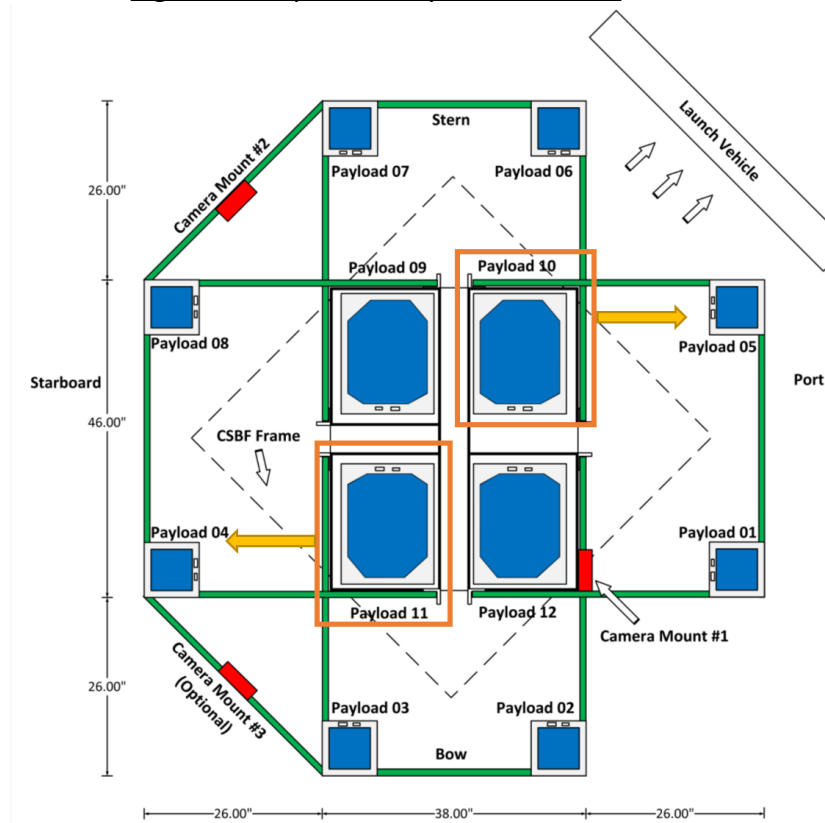 Launch Vehicle
Stern
Camera Mount #2
26.00"
Payload 07
Payload 06
Payload 09
Payload 10
Payload 08
Payload 05
Starboard
Port
46.00"
CSBF Frame
Payload 04
Payload 01
Payload 11
Payload 12
Camera Mount #1
Camera Mount #3
(Optional)
26.00"
Payload 03
Payload 02
Bow
26.00"
38.00"
26.00"